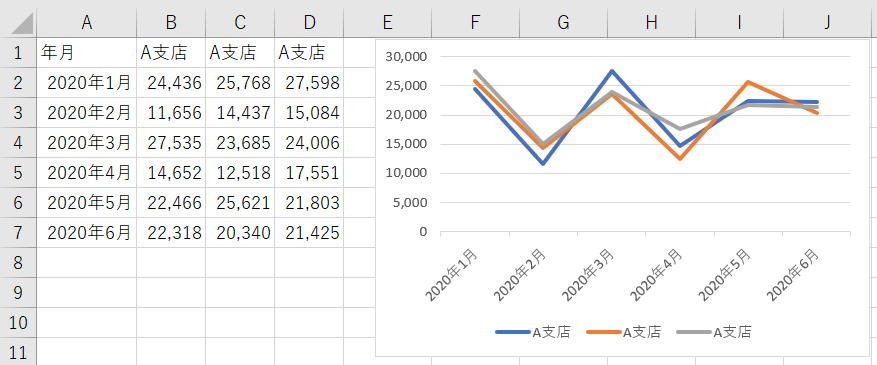 A B C D E F G H I J
1 年月 A支店 A支店 A支店
2 2020年1月 24,436 25,768 27,598
3 2020年2月 11,656 14,437 15,084
4 2020年3月 27,535 23,685 24,006
5 2020年4月 14,652 12,518 17,551
6 2020年5月 22,466 25,621 21,803
7 2020年6月 22,318 20,340 21,425
8
9
10
11
30,000
25,000
20,000
15,000
10,000
5,000
0
2020年1月 2020年2月 2020年3月 2020年4月 2020年5月 2020年6月
A支店 A支店 A支店